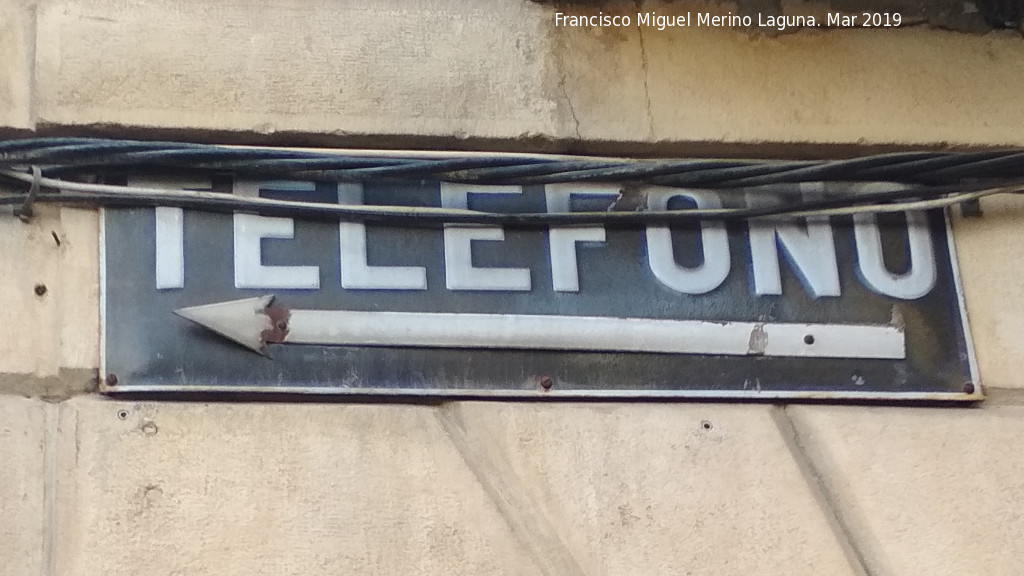 Francisco Miguel Merino Laguna. Mar 2019
TELEFONO